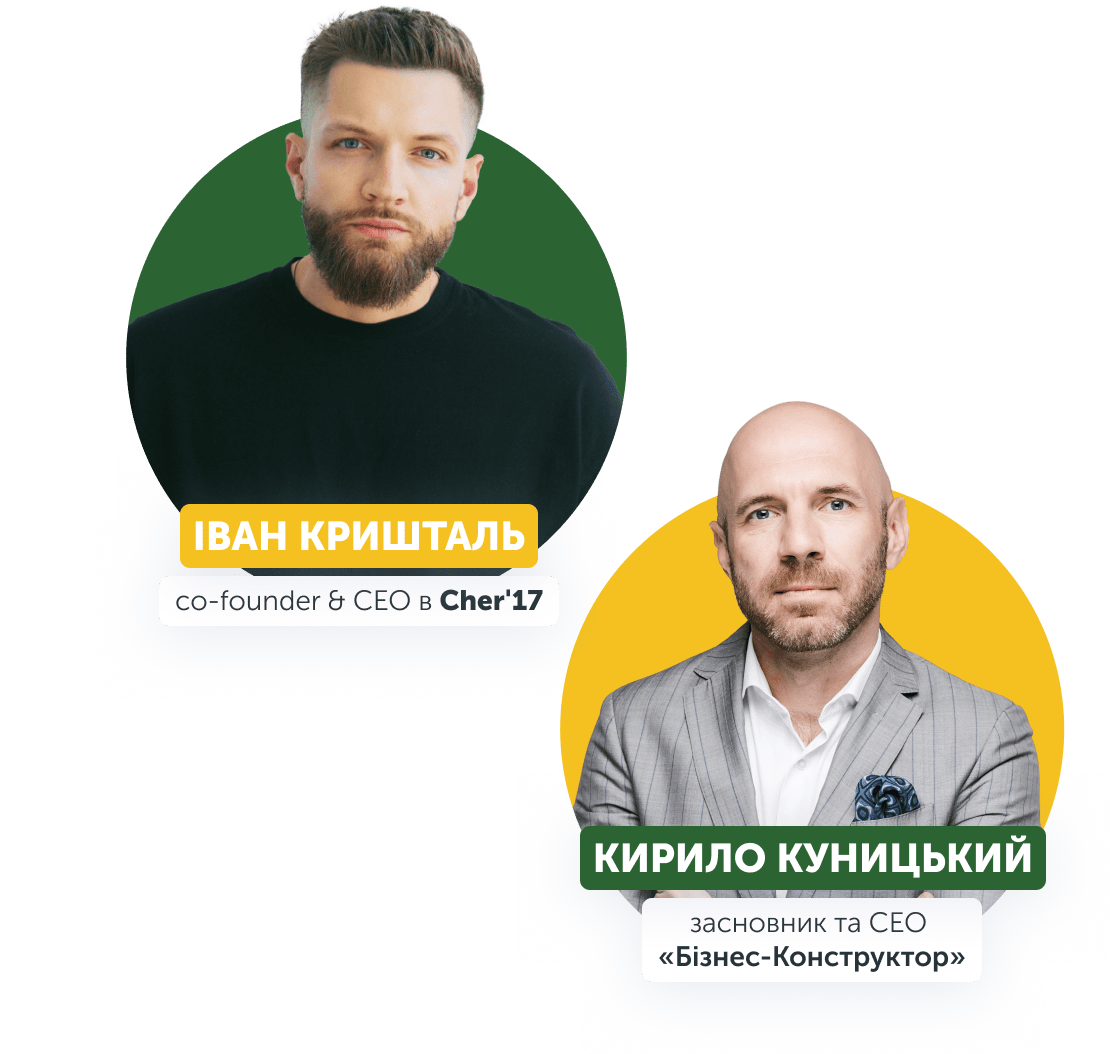 ІВАН КРИШТАЛЬ
co-founder & CEO в Cher'17
КИРИЛО КУНИЦЬКИЙ
засновник та CEO
«Бізнес-Конструктор»